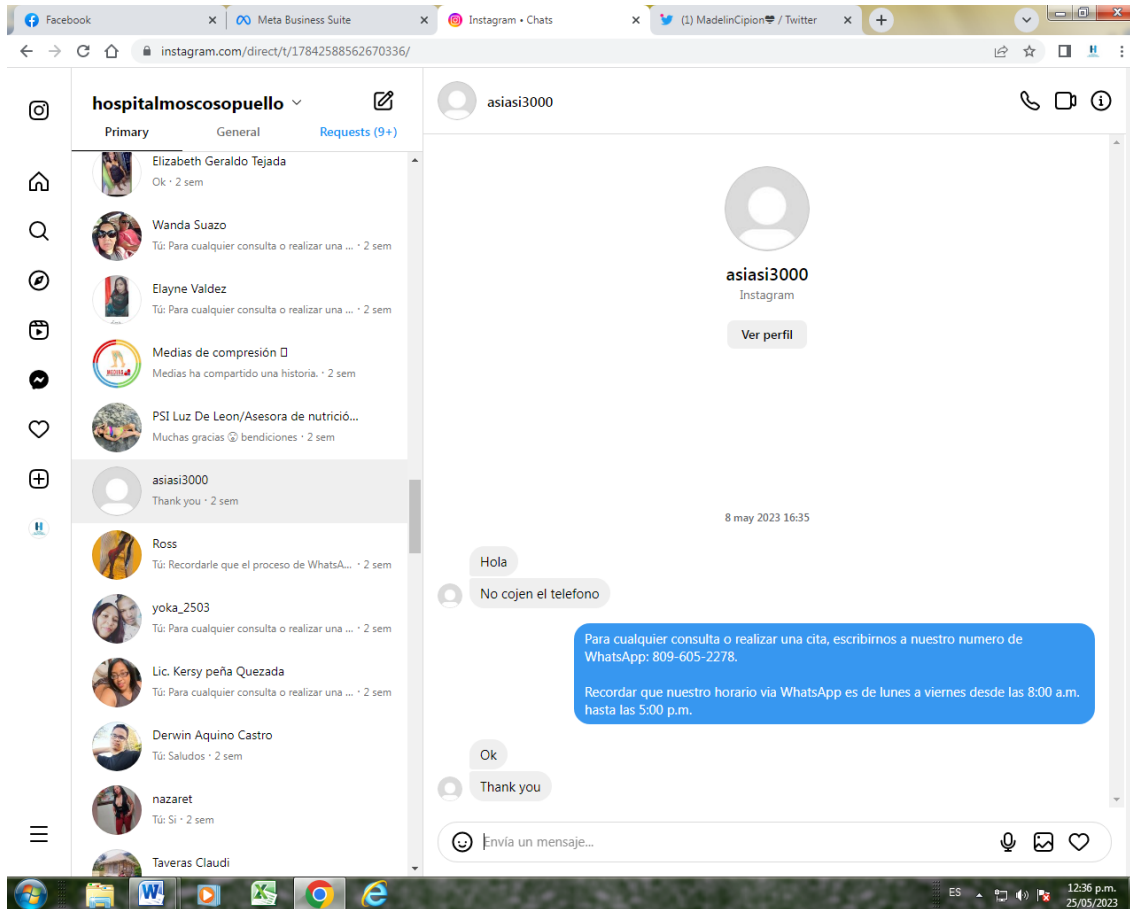 Facebook
Meta Business Suite
Instagram • Chats
(1) MadelinCipion / Twitter
instagram.com/direct/t/17842588562670336/
hospitalmoscosopuello
Primary
General
Requests (9+)
Elizabeth Geraldo Tejada
Ok · 2 sem
Wanda Suazo
Tú: Para cualquier consulta o realizar una ... · 2 sem
Elayne Valdez
Tú: Para cualquier consulta o realizar una ... · 2 sem
Medias de compresión
Medias ha compartido una historia. · 2 sem
PSI Luz De Leon/Asesora de nutrició...
Muchas gracias bendiciones · 2 sem
asiasi3000
Thank you · 2 sem
Ross
Tú: Recordarle que el proceso de WhatsA... · 2 sem
yoka_2503
Tú: Para cualquier consulta o realizar una ... · 2 sem
Lic. Kersy peña Quezada
Tú: Para cualquier consulta o realizar una ... · 2 sem
Derwin Aquino Castro
Tú: Saludos · 2 sem
nazaret
Tú: Si · 2 sem
Taveras Claudi
asiasi3000
asiasi3000
Instagram
Ver perfil
8 may 2023 16:35
Hola
No cojen el telefono
Para cualquier consulta o realizar una cita, escribirnos a nuestro numero de
WhatsApp: 809-605-2278.
Recordar que nuestro horario via WhatsApp es de lunes a viernes desde las 8:00 a.m.
hasta las 5:00 p.m.
Ok
Thank you
Envía un mensaje...
ES
12:36 p.m.
25/05/2023